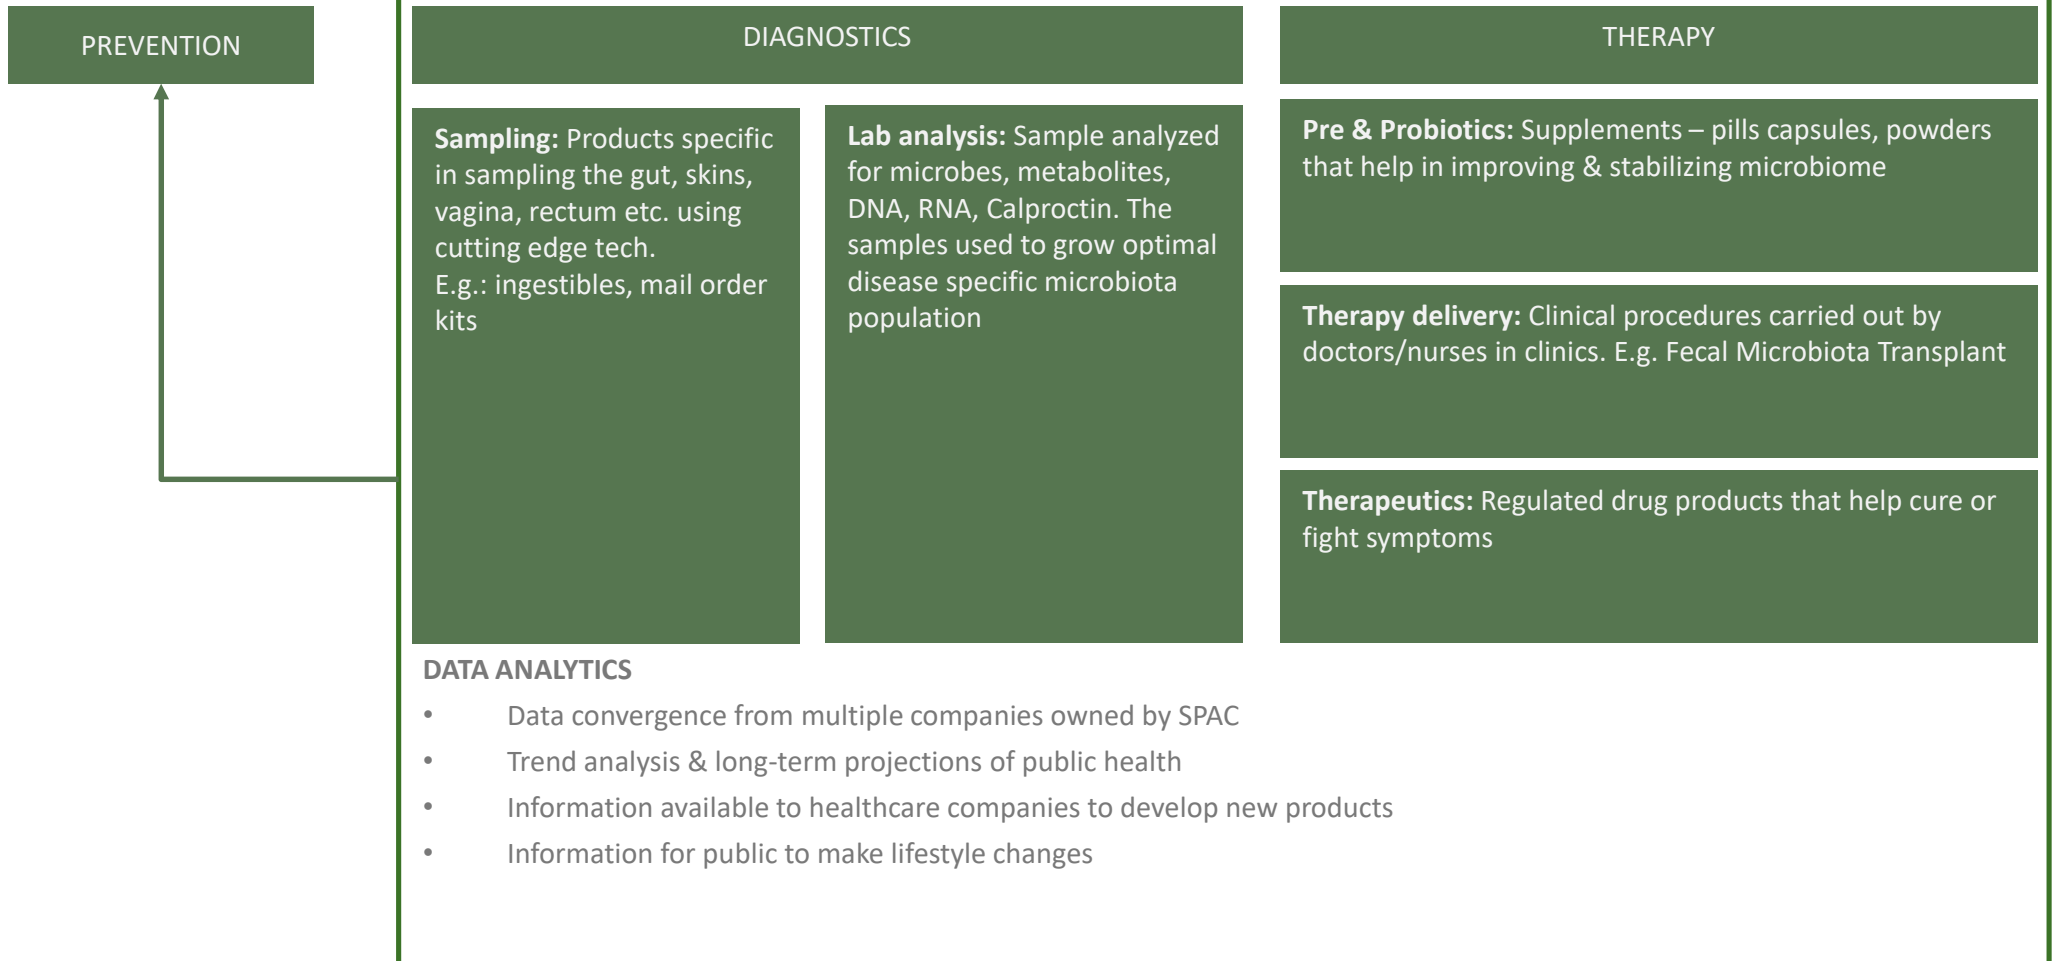 PREVENTION
DIAGNOSTICS
THERAPY
Sampling: Products specific
in sampling the gut, skins,
vagina, rectum etc. using
cutting edge tech.
E.g.: ingestibles, mail order
kits
Lab analysis: Sample analyzed
for microbes, metabolites,
DNA, RNA, Calproctin. The
samples used to grow optimal
disease specific microbiota
population
Pre & Probiotics: Supplements – pills capsules, powders
that help in improving & stabilizing microbiome
Therapy delivery: Clinical procedures carried out by
doctors/nurses in clinics. E.g. Fecal Microbiota Transplant
Therapeutics: Regulated drug products that help cure or
fight symptoms
DATA ANALYTICS
• Data convergence from multiple companies owned by SPAC
• Trend analysis & long-term projections of public health
• Information available to healthcare companies to develop new products
• Information for public to make lifestyle changes